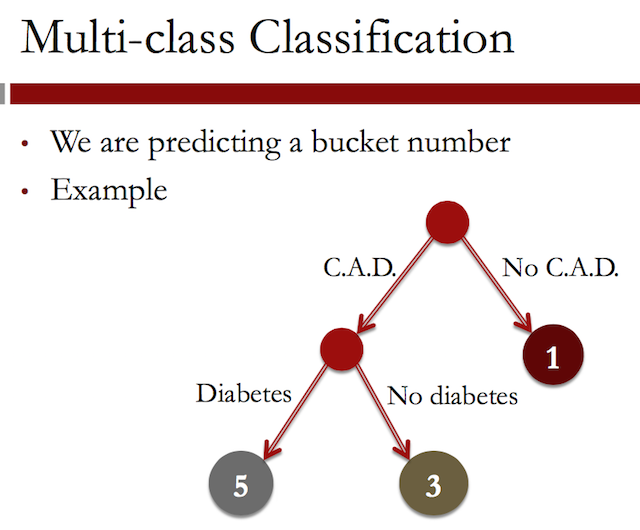 Multi-class Classification
• We are predicting a bucket number
• Example
C.A.D.
No C.A.D.
1
Diabetes
No diabetes
5
3